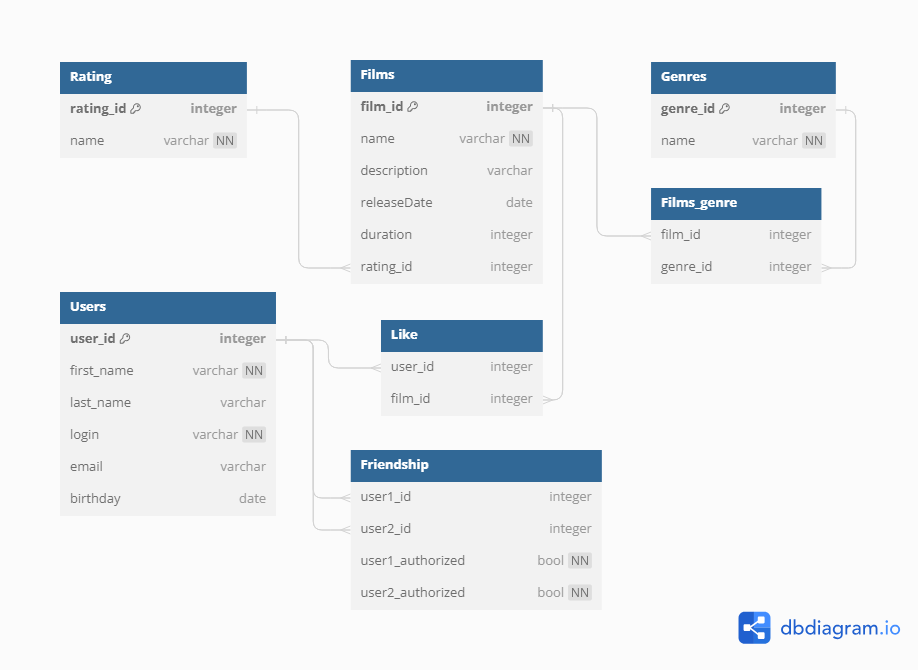 Rating
rating_id integer
name varchar NN
Films
film_id integer
name varchar NN
description varchar
releaseDate date
duration integer
rating_id integer
Genres
genre_id integer
name varchar NN
Films_genre
film_id integer
genre_id integer
Users
user_id integer
first_name varchar NN
last_name varchar
login varchar NN
email varchar
birthday date
Like
user_id integer
film_id integer
Friendship
user1_id integer
user2_id integer
user1_authorized bool NN
user2_authorized bool NN
dbdiagram.io